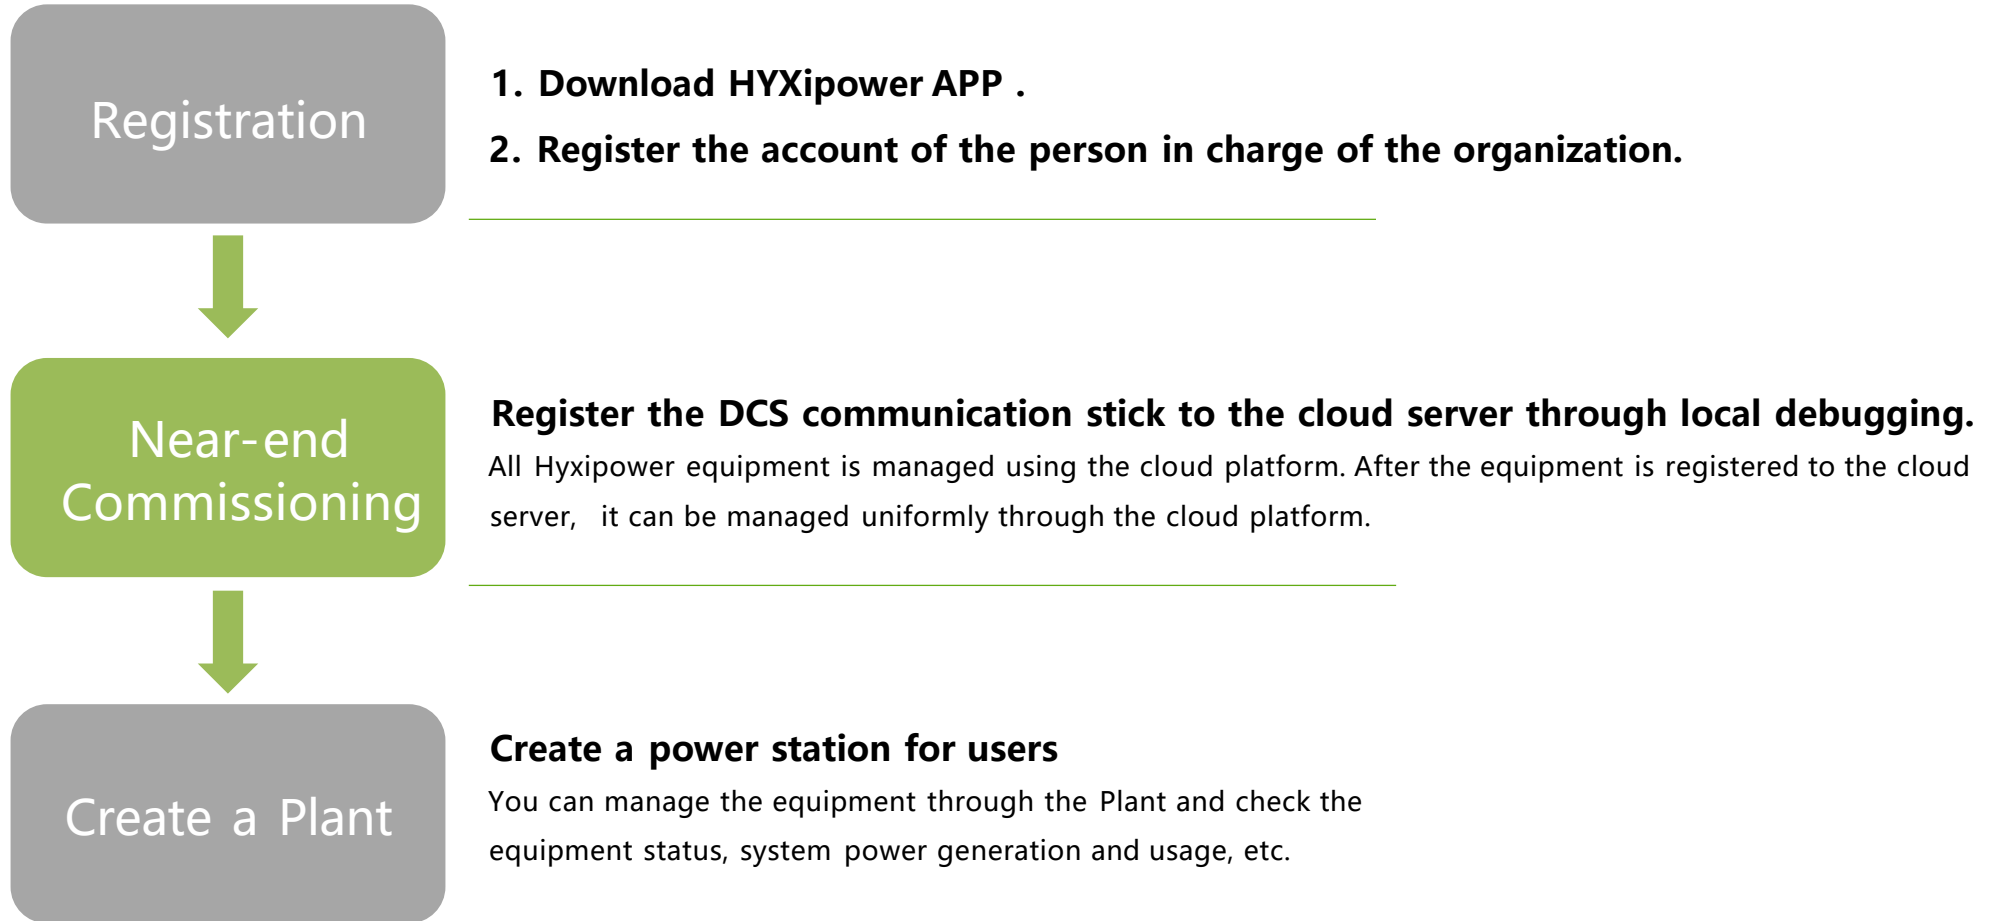 Registration
1. Download HYXipower APP .
2. Register the account of the person in charge of the organization.
Near-end
Commissioning
Register the DCS communication stick to the cloud server through local debugging.
All Hyxipower equipment is managed using the cloud platform. After the equipment is registered to the cloud
server, it can be managed uniformly through the cloud platform.
Create a Plant
Create a power station for users
You can manage the equipment through the Plant and check the
equipment status, system power generation and usage, etc.